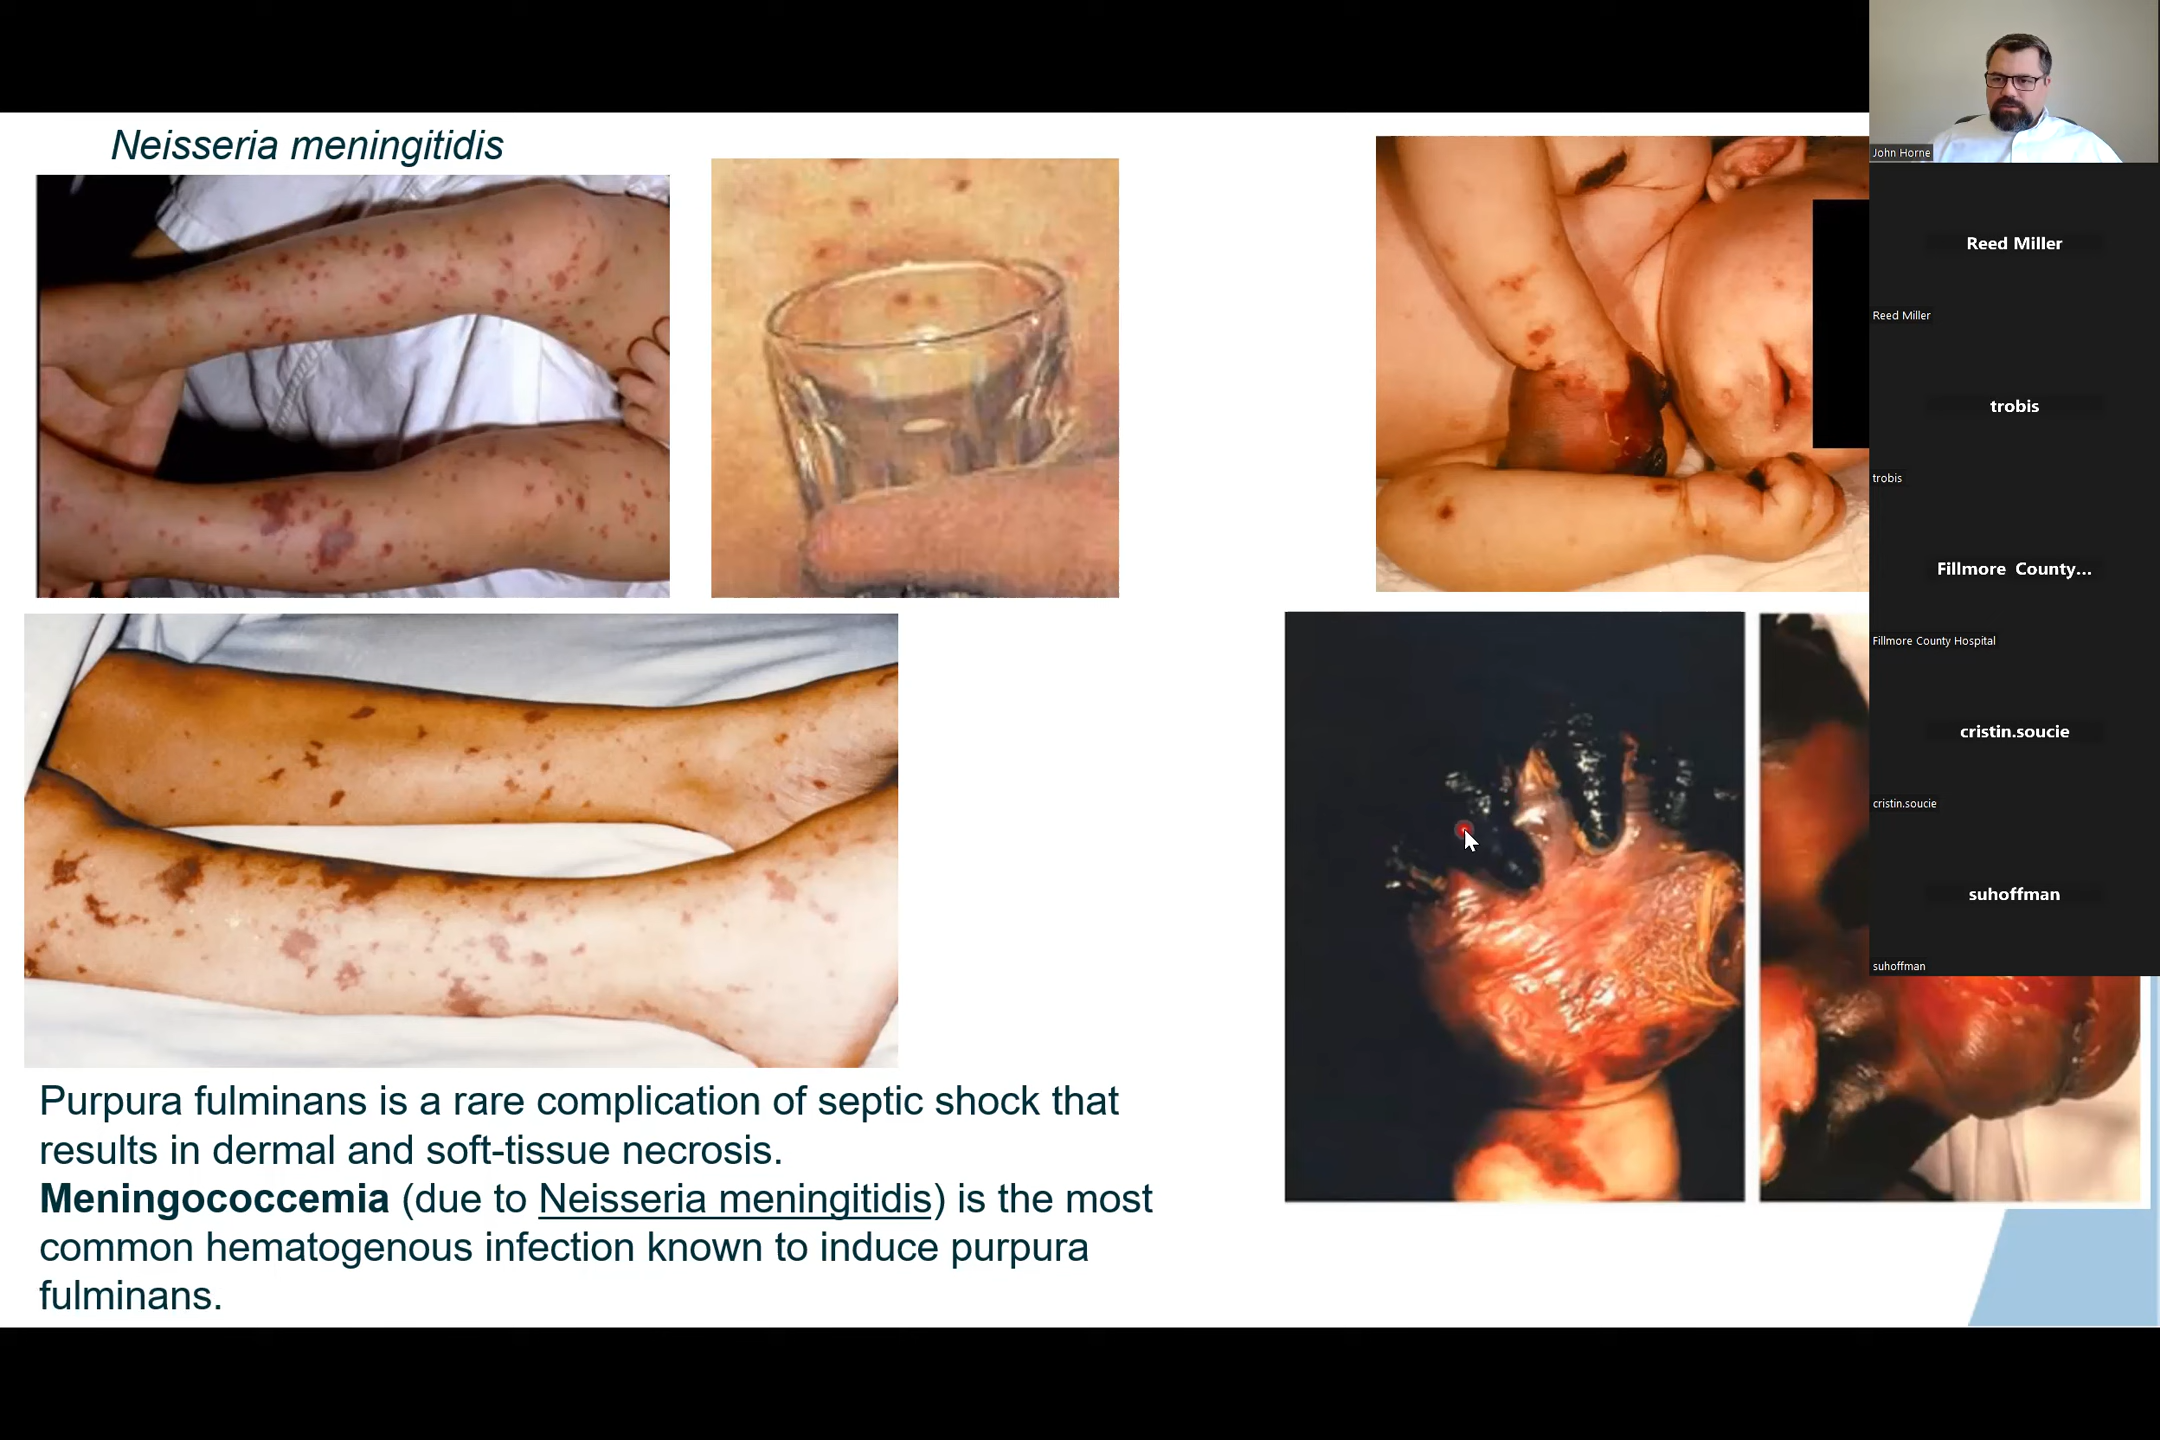 Neisseria meningitidis
John Horne
Reed Miller
Reed Miller
trobis
trobis
Fillmore County...
Fillmore County Hospital
cristin.soucie
cristin.soucie
suhoffman
suhoffman
Purpura fulminans is a rare complication of septic shock that
results in dermal and soft-tissue necrosis.
Meningococcemia (due to Neisseria meningitidis) is the most
common hematogenous infection known to induce purpura
fulminans.